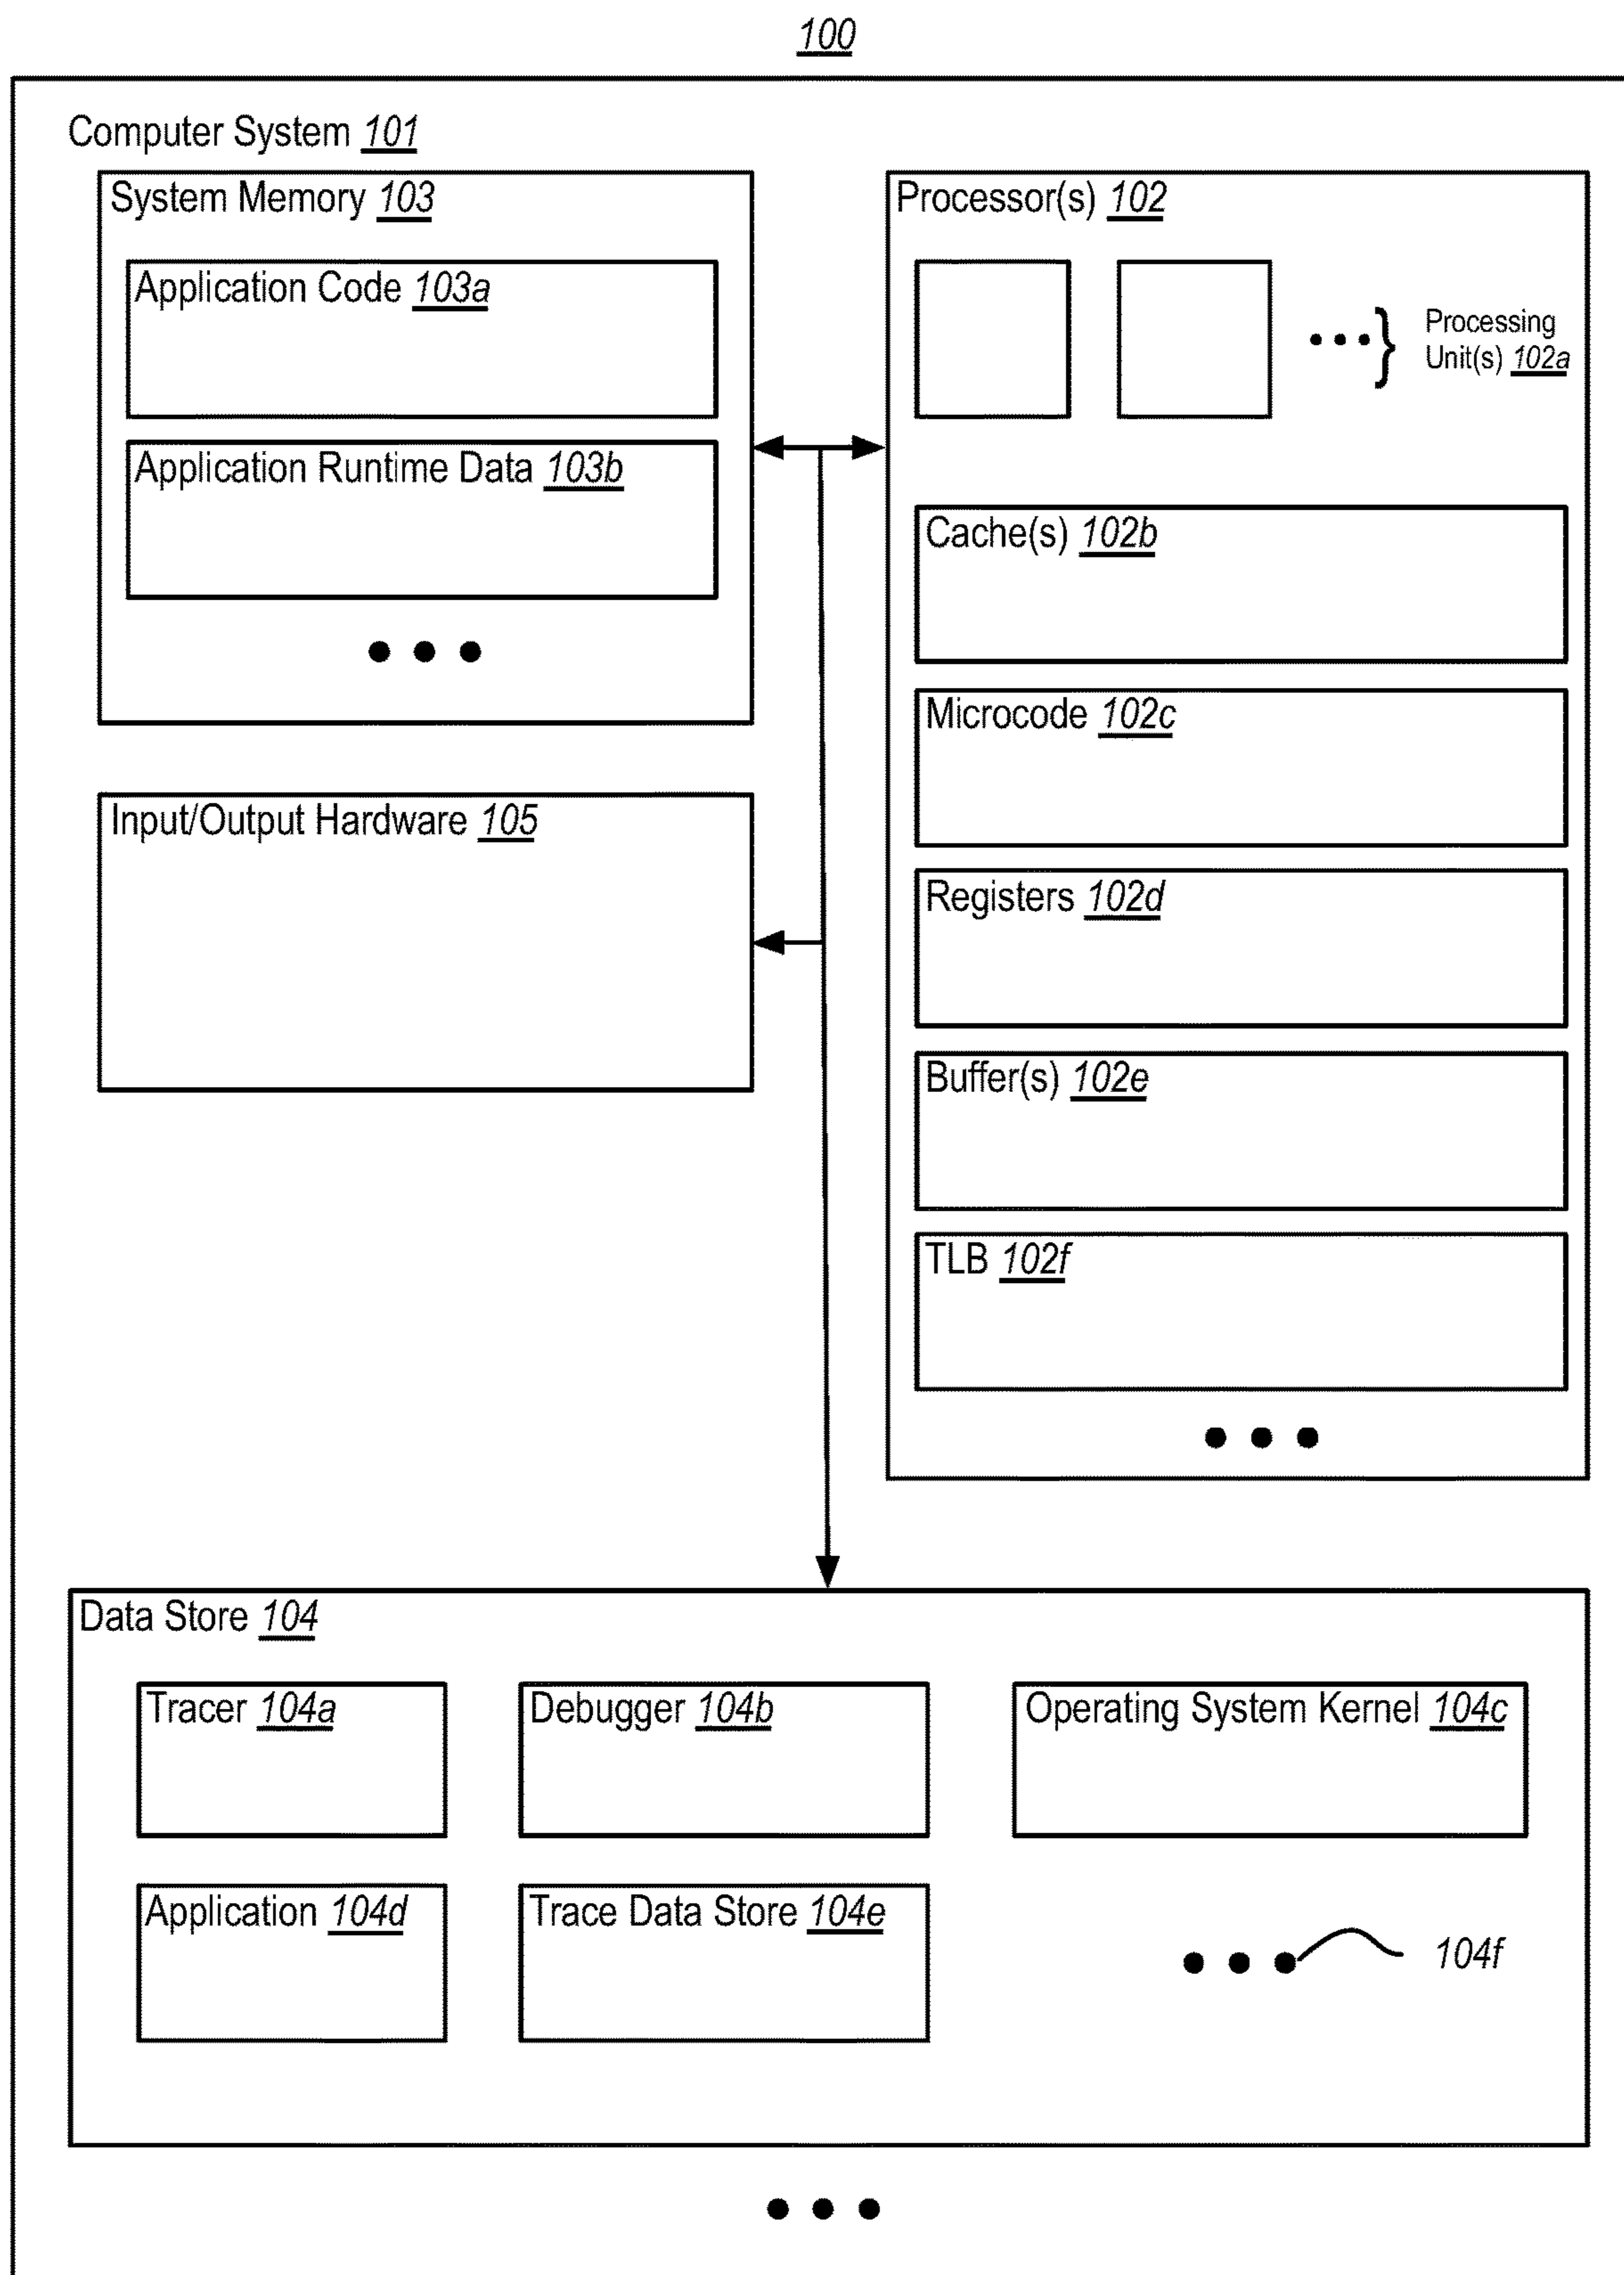 100
Computer System 101
System Memory 103
Application Code 103a
Application Runtime Data 103b
Input/Output Hardware 105
Processor(s) 102
Processing
Unit(s) 102a
Cache(s) 102b
Microcode 102c
Registers 102d
Buffer(s) 102e
TLB 102f
Data Store 104
Tracer 104a
Debugger 104b
Operating System Kernel 104c
Application 104d
Trace Data Store 104e
104f